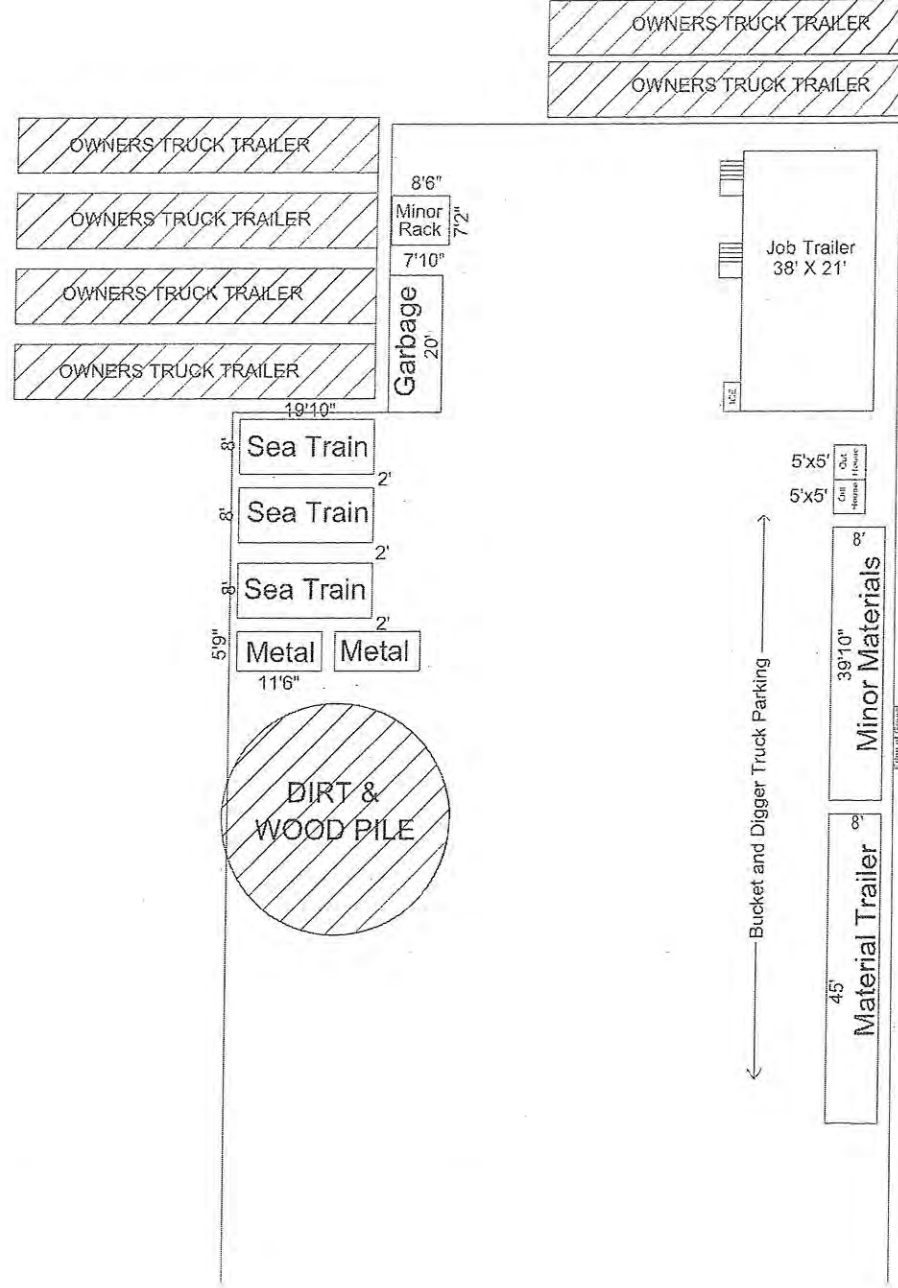 OWNERS TRUCK TRAILER
OWNERS TRUCK TRAILER
OWNERS TRUCK TRAILER
OWNERS TRUCK TRAILER
OWNERS TRUCK TRAILER
OWNERS TRUCK TRAILER
8'6"
Minor
Rack
7'2"
7'10"
Garbage
20'
Job Trailer
38' X 21'
ICE
19'10"
8'
Sea Train
2'
8'
Sea Train
2'
8'
Sea Train
2'
5'9"
Metal
Metal
11'6"
5'x5'
Out
House
5'x5'
Out
House
8'
39'10"
Minor Materials
Bucket and Digger Truck Parking
DIRT &
WOOD PILE
8'
45'
Material Trailer